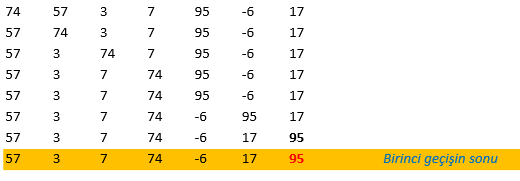 74 57 3 7 95 -6 17
57 74 3 7 95 -6 17
57 3 74 7 95 -6 17
57 3 7 74 95 -6 17
57 3 7 74 95 -6 17
57 3 7 74 -6 95 17
57 3 7 74 -6 17 95
57 3 7 74 -6 17 95 Birinci geçişin sonu